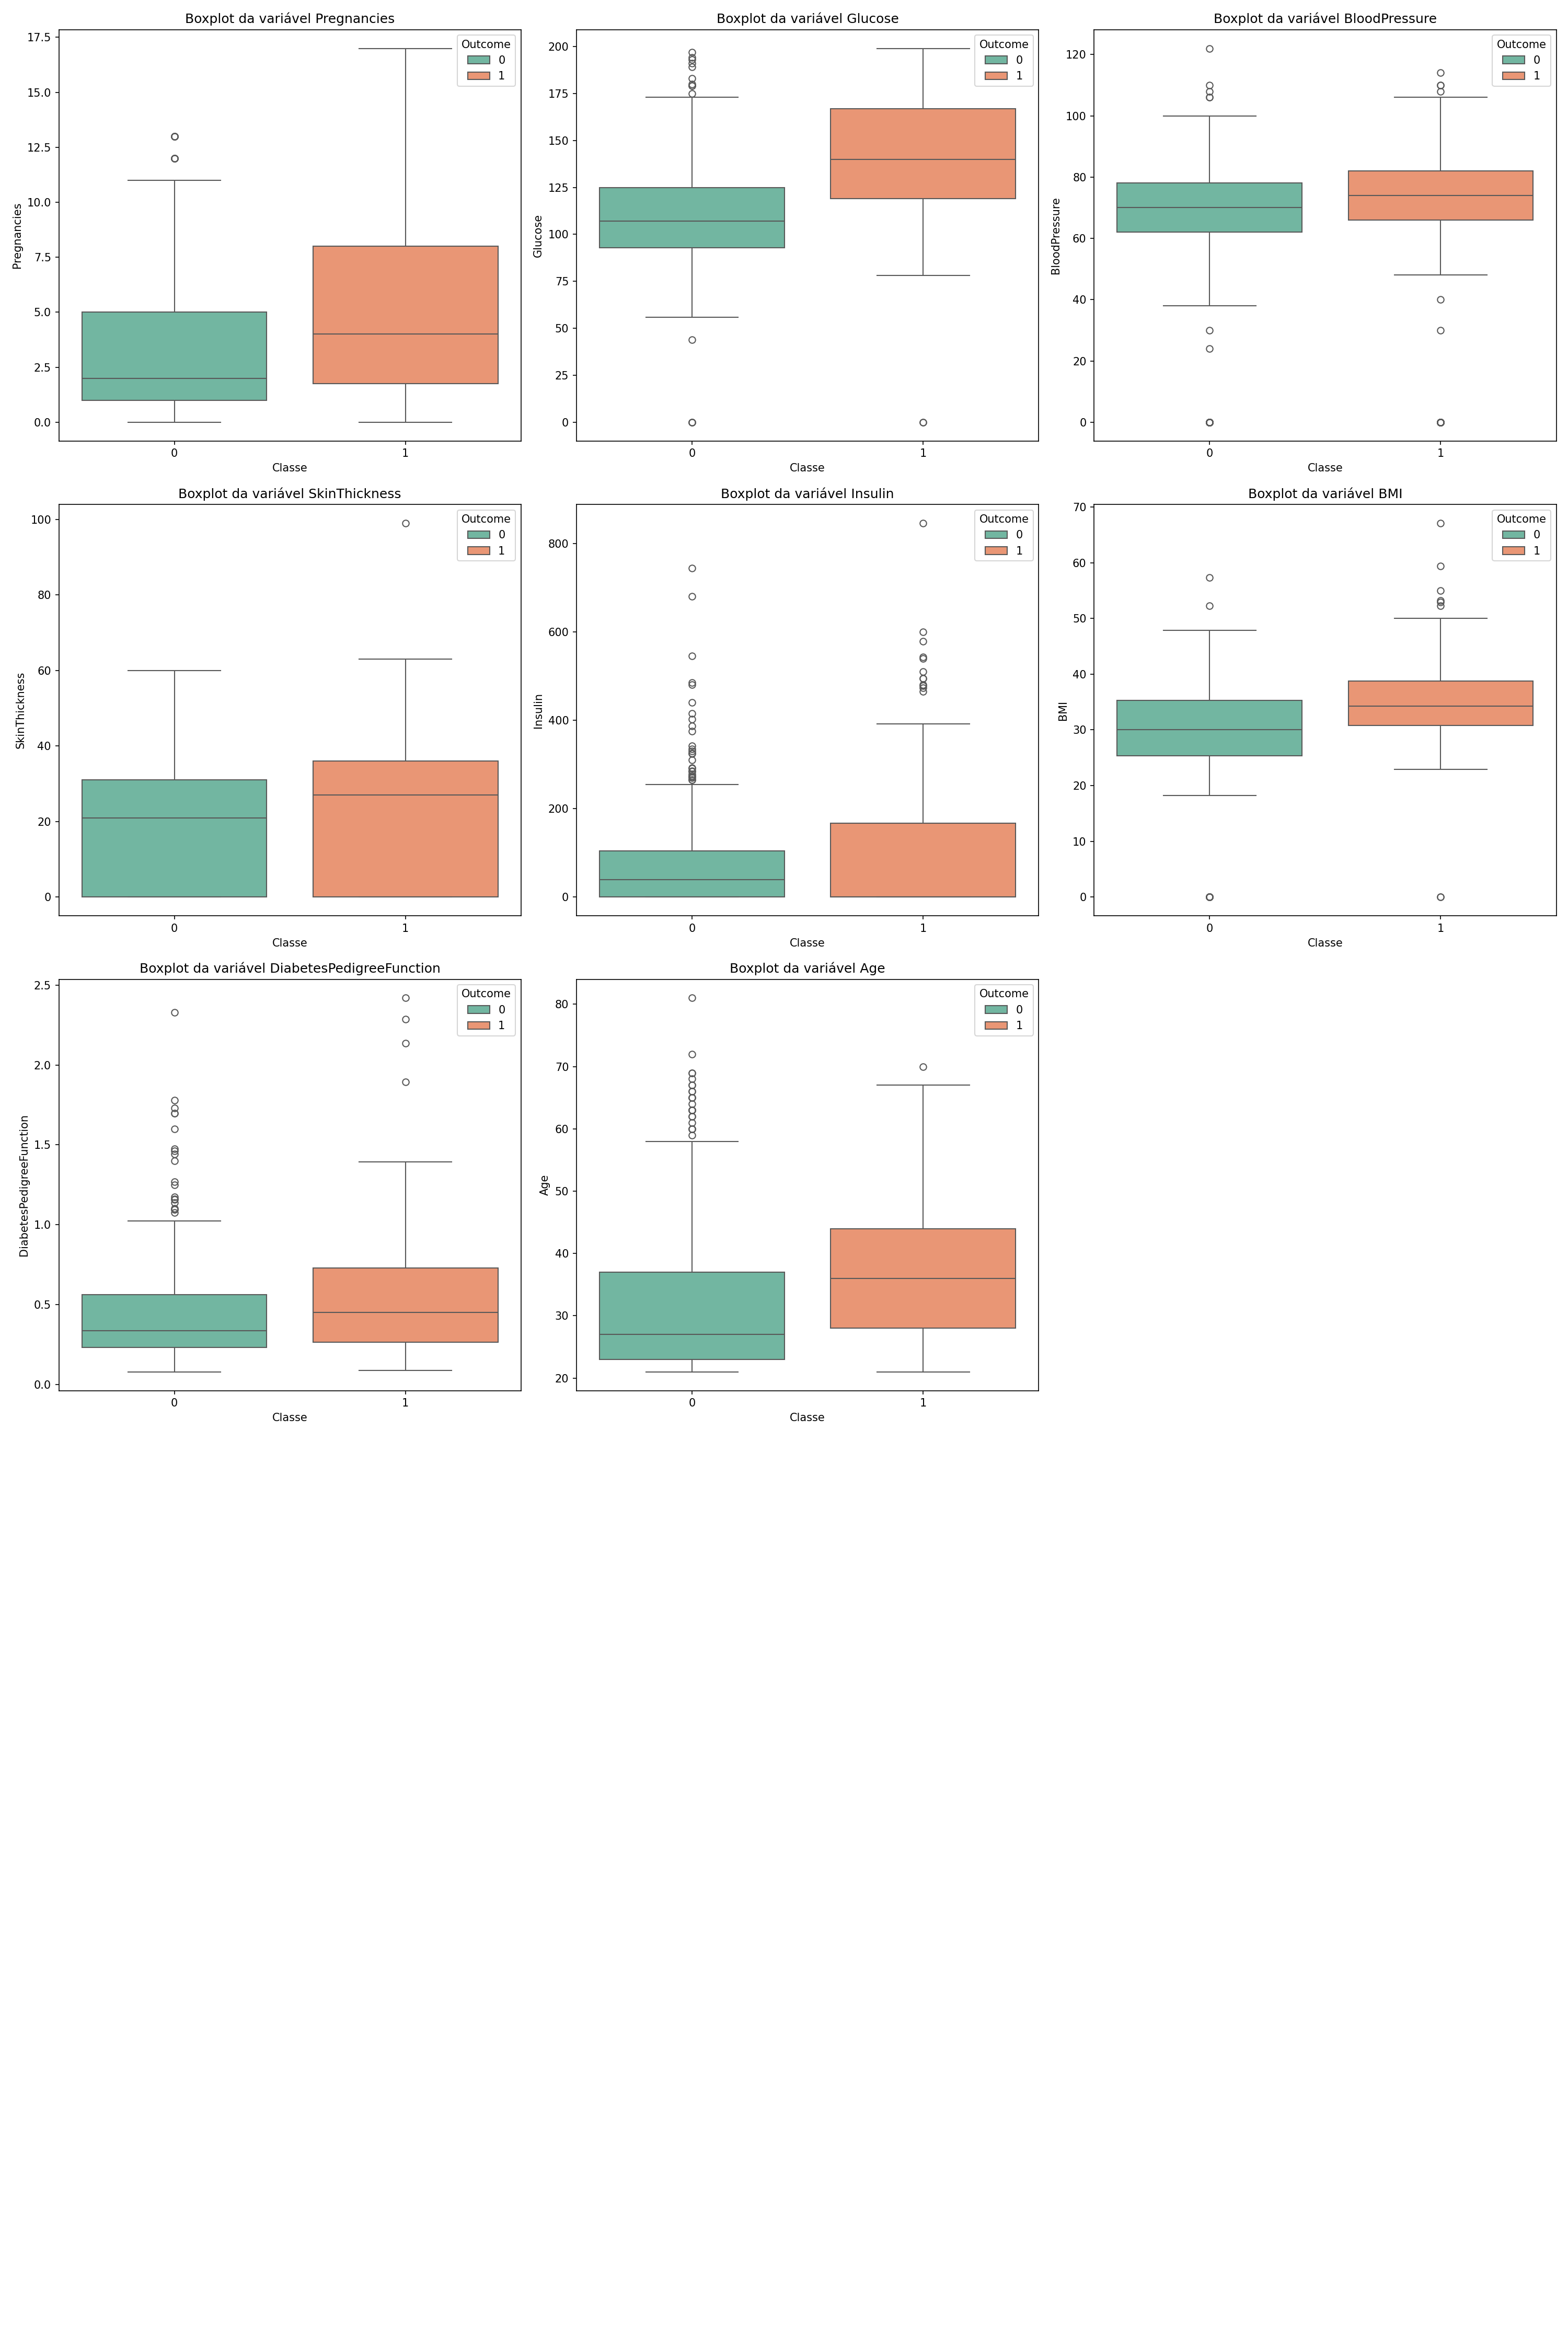 Boxplot da variável Pregnancies
Outcome
0
1
17.5
15.0
12.5
10.0
7.5
5.0
2.5
0.0
Pregnancies
0
1
Classe
Boxplot da variável Glucose
Outcome
0
1
200
175
150
125
100
75
50
25
0
Glucose
0
1
Classe
Boxplot da variável BloodPressure
Outcome
0
1
120
100
80
60
40
20
0
BloodPressure
0
1
Classe
Boxplot da variável SkinThickness
Outcome
0
1
100
80
60
40
20
0
SkinThickness
0
1
Classe
Boxplot da variável Insulin
Outcome
0
1
800
600
400
200
0
Insulin
0
1
Classe
Boxplot da variável BMI
Outcome
0
1
70
60
50
40
30
20
10
0
BMI
0
1
Classe
Boxplot da variável DiabetesPedigreeFunction
Outcome
0
1
2.5
2.0
1.5
1.0
0.5
0.0
DiabetesPedigreeFunction
0
1
Classe
Boxplot da variável Age
Outcome
0
1
80
70
60
50
40
30
20
Age
0
1
Classe